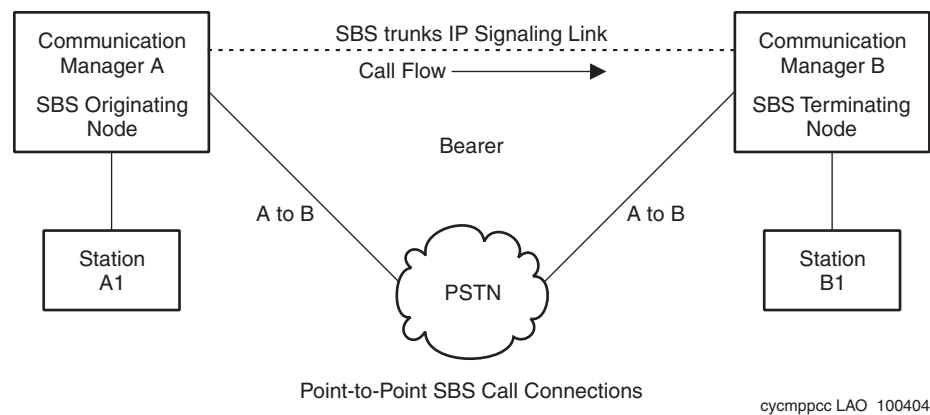 SBS trunks IP Signaling Link
Communication
Manager A
SBS Originating
Node
Call Flow
Communication
Manager B
SBS Terminating
Node
Bearer
A to B
A to B
Station
A1
PSTN
Station
B1
Point-to-Point SBS Call Connections
cycmppcc LAO 100404